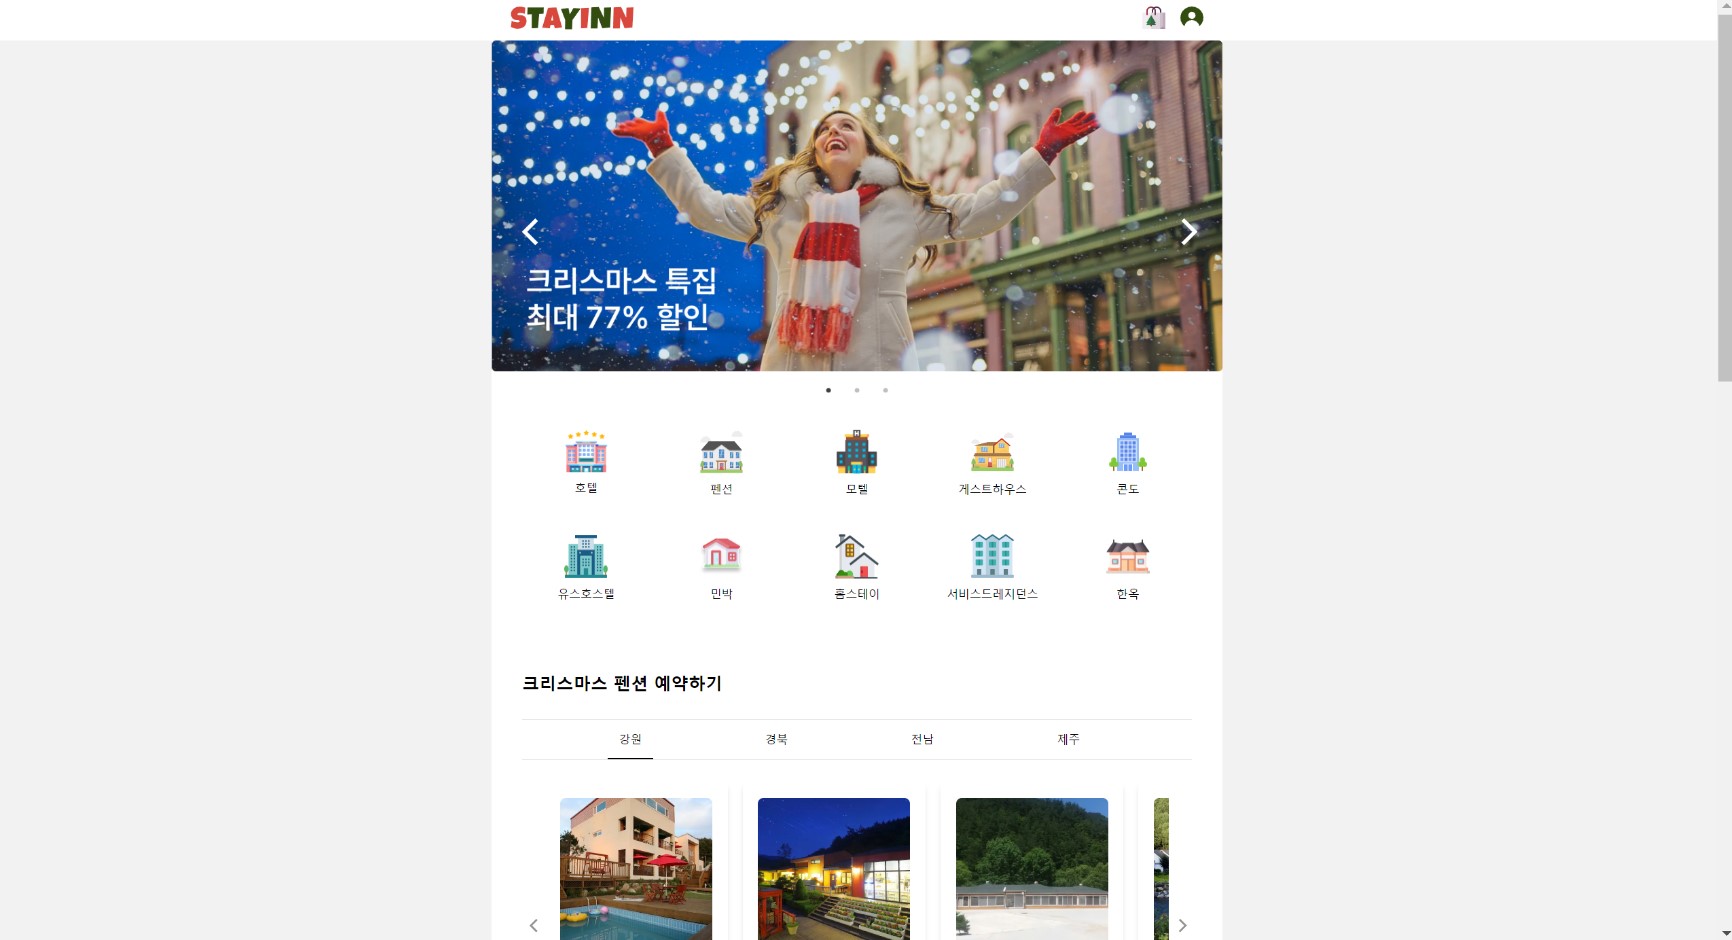 STAYINN
크리스마스 특집
최대 77% 할인
호텔
펜션
모텔
게스트하우스
콘도
유스호스텔
민박
홈스테이
서비스드레지던스
한옥
크리스마스 펜션 예약하기
강원
경북
전남
제주